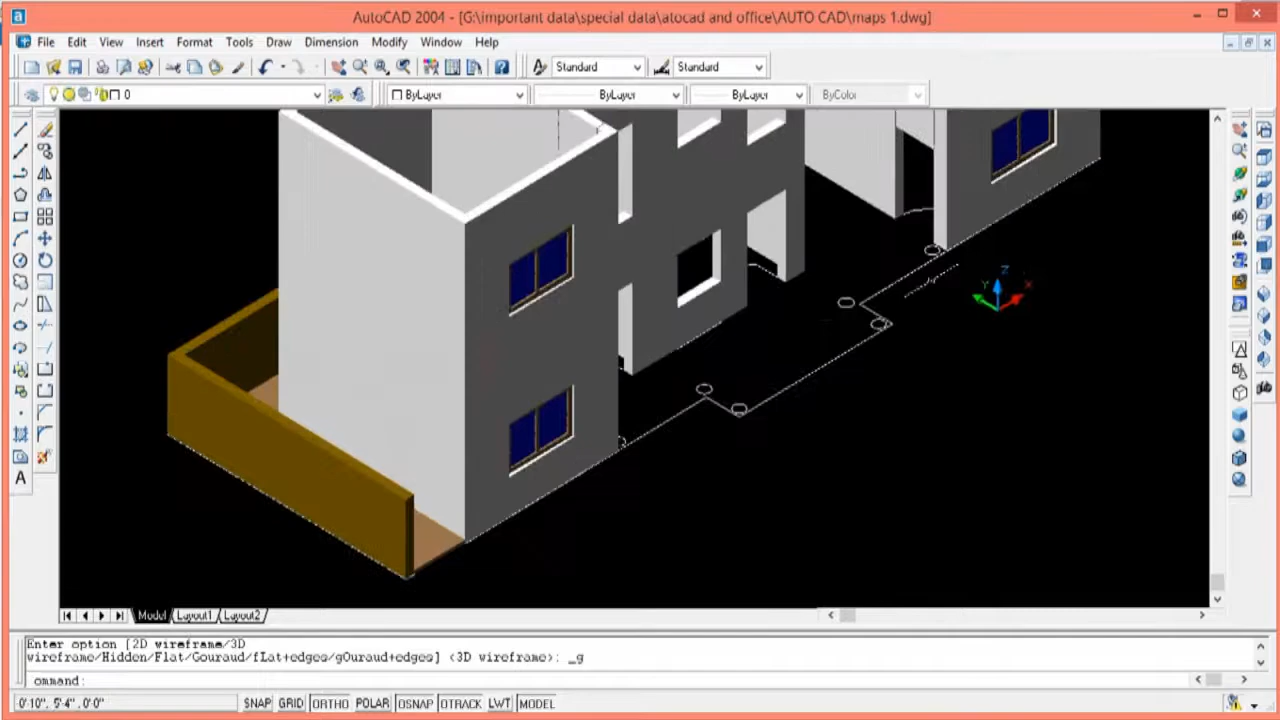 AutoCAD 2004 - [G:\important data\special data\atocad and office\AUTO CAD\maps 1.dwg]
File Edit View Insert Format Tools Draw Dimension Modify Window Help
Standard Standard
0 ByLayer ByLayer ByLayer ByColor
Z
Y X
A
Model Layout1 Layout2
Enter option [2D wireframe/3D
wireframe/Hidden/Flat/Gouraud/fLat+edges/gOuraud+edges] <3D wireframe>: _g
ommand:
0'10", 5'4", 0'0" SNAP GRID ORTHO POLAR OSNAP OTRACK LWT MODEL